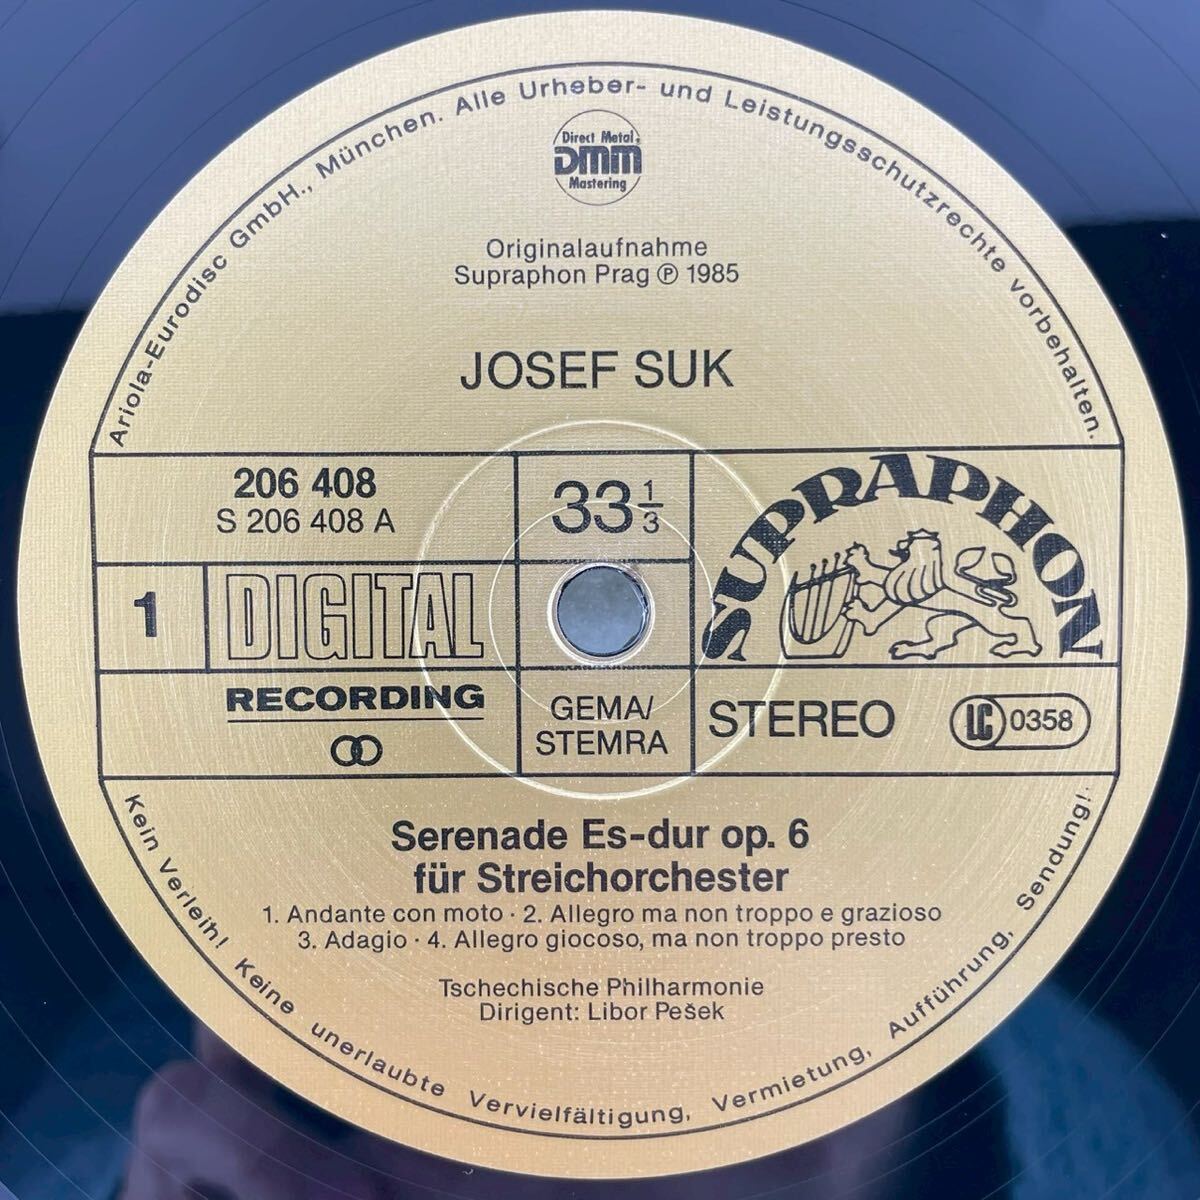 Ariola-Eurodisc GmbH., München. Alle Urheber- und Leistungsschutzrechte vorbehalten.
Direct Metal
DMM
Mastering
Originalaufnahme
Supraphon Prag Ⓟ 1985
JOSEF SUK
206 408
S 206 408 A
33 1/3
SUPRAPHON
1
DIGITAL
RECORDING
GEMA/
STEMRA
STEREO
LC 0358
Serenade Es-dur op. 6
für Streichorchester
1. Andante con moto · 2. Allegro ma non troppo e grazioso
3. Adagio · 4. Allegro giocoso, ma non troppo presto
Tschechische Philharmonie
Dirigent: Libor Pešek
Kein Verleih! Keine unerlaubte Vervielfältigung, Vermietung, Aufführung, Sendung!